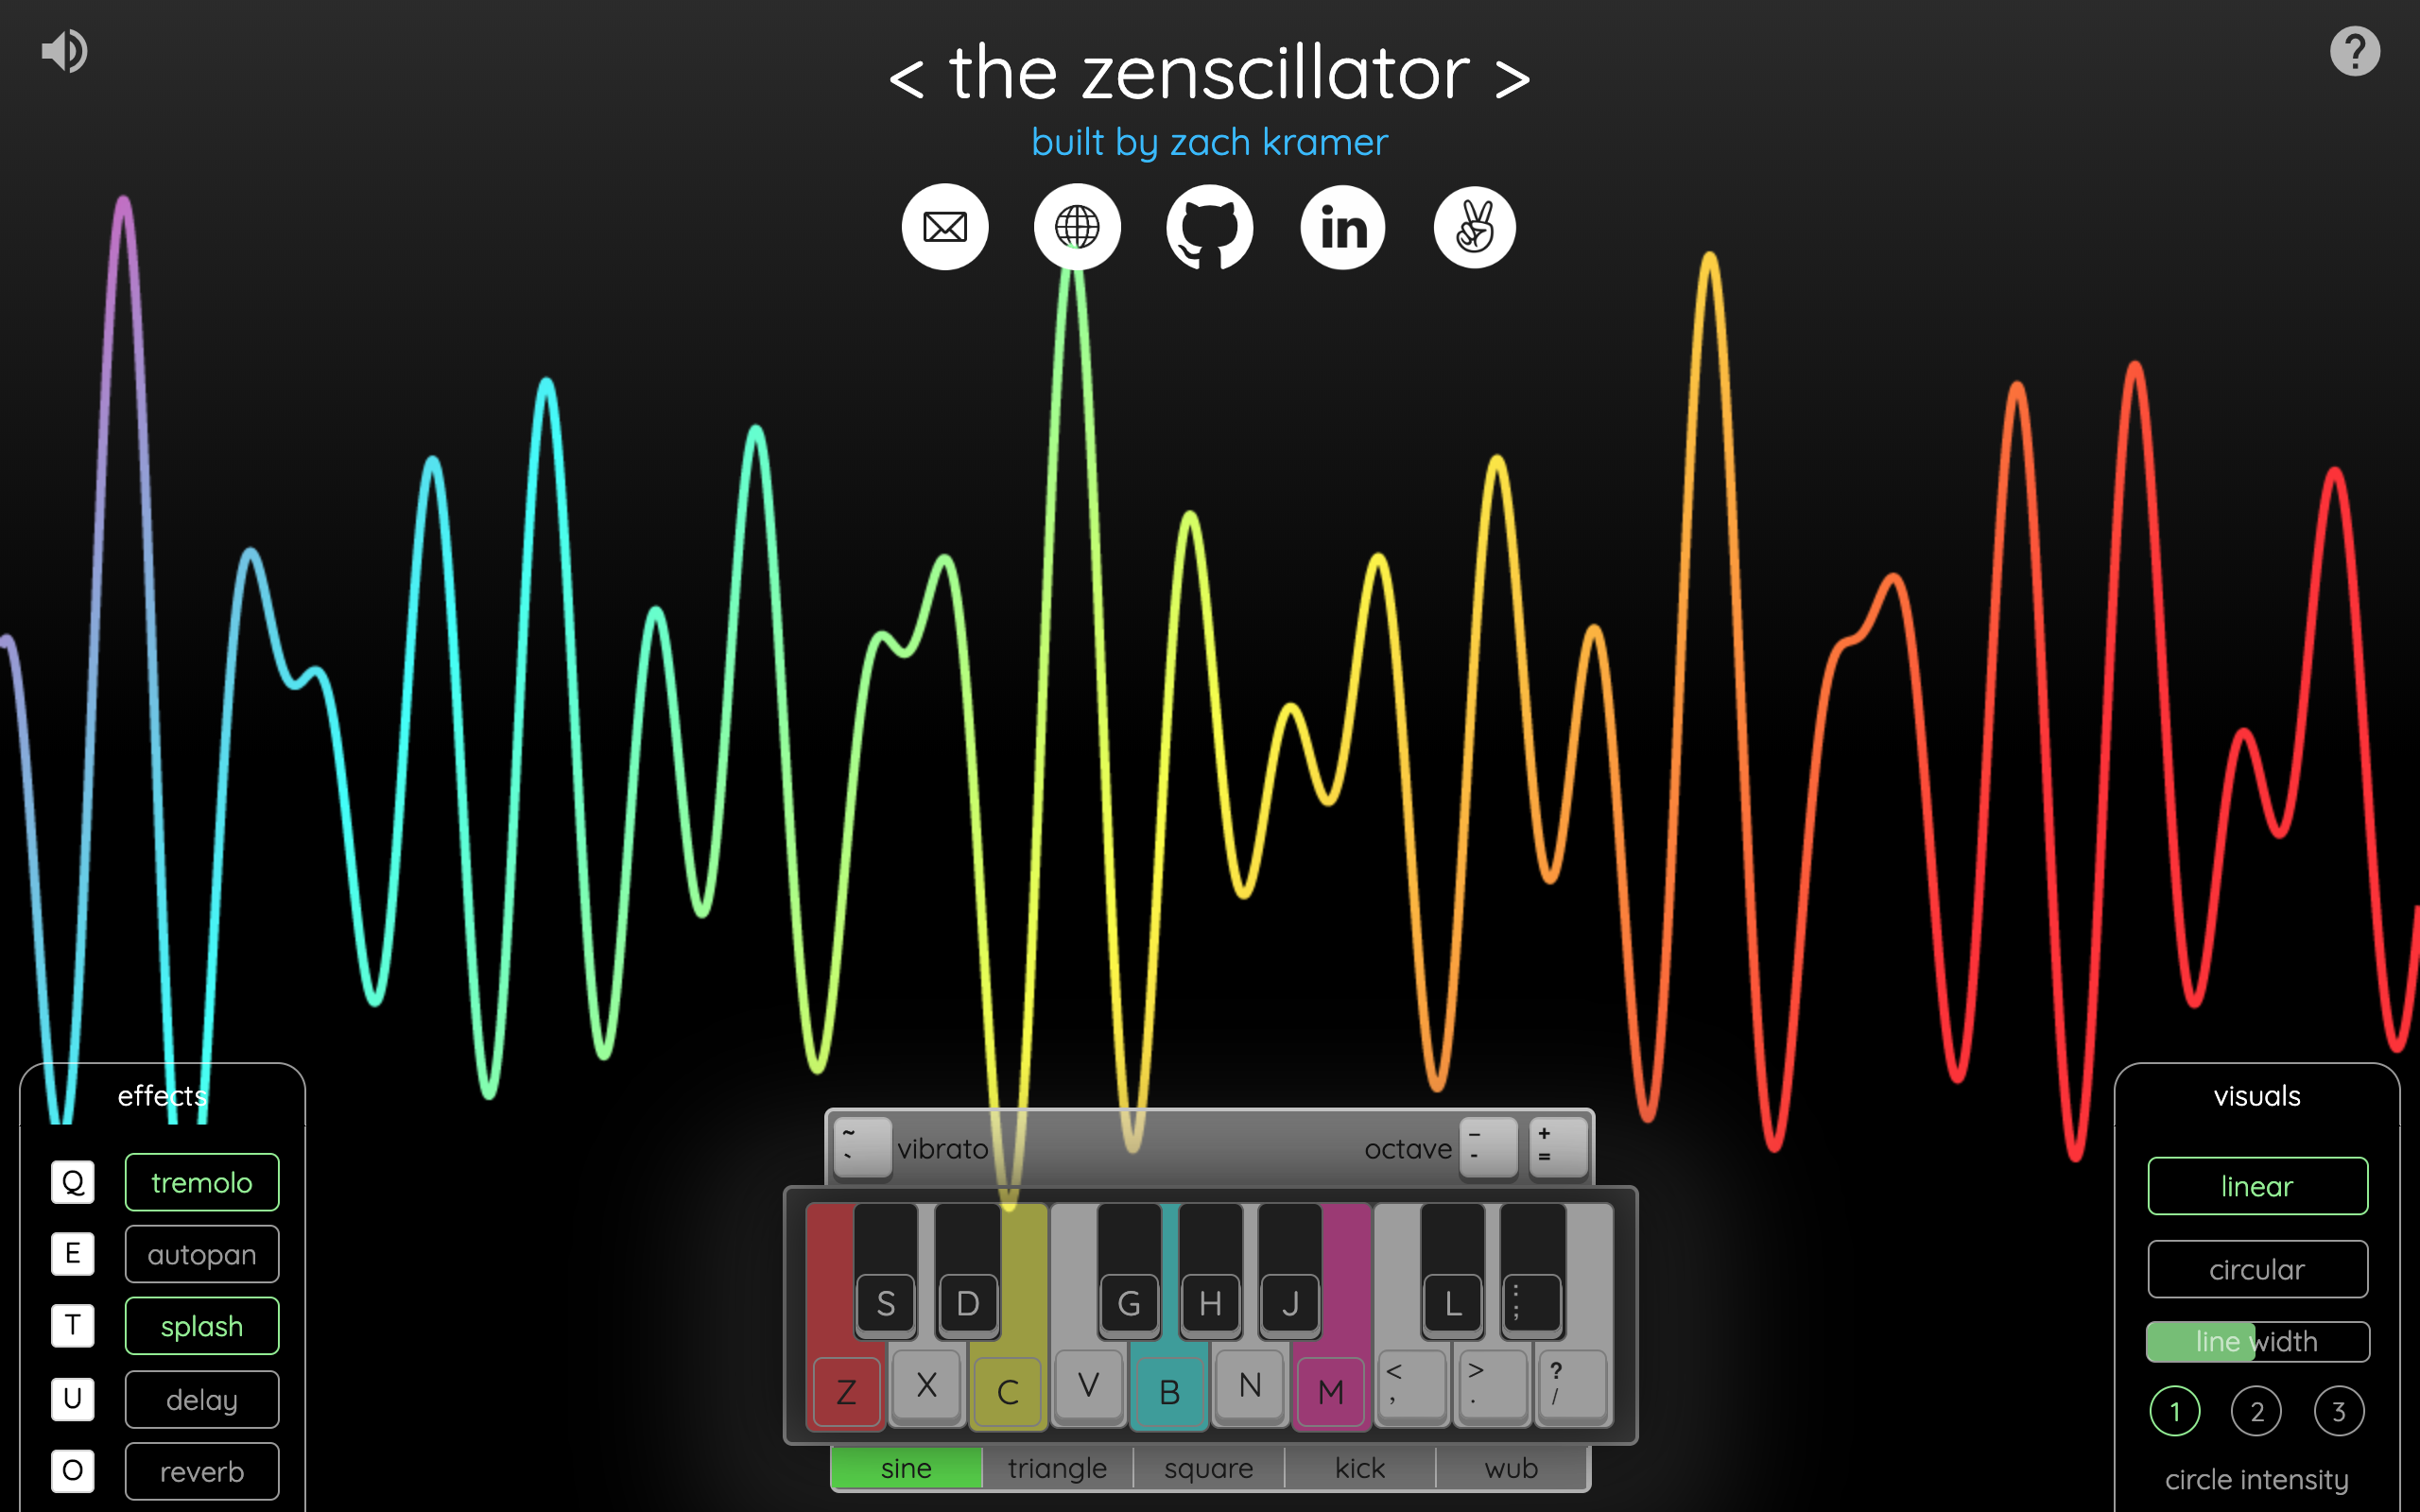 ?
< the zenscillator >
built by zach kramer
in
effects
visuals
Q tremolo
E autopan
T splash
U delay
O reverb
~
` vibrato
octave
_
-
+
=
S D G H J L :
;
Z X C V B N M <
,
>
.
?
/
sine triangle square kick wub
linear
circular
line width
1 2 3
circle intensity